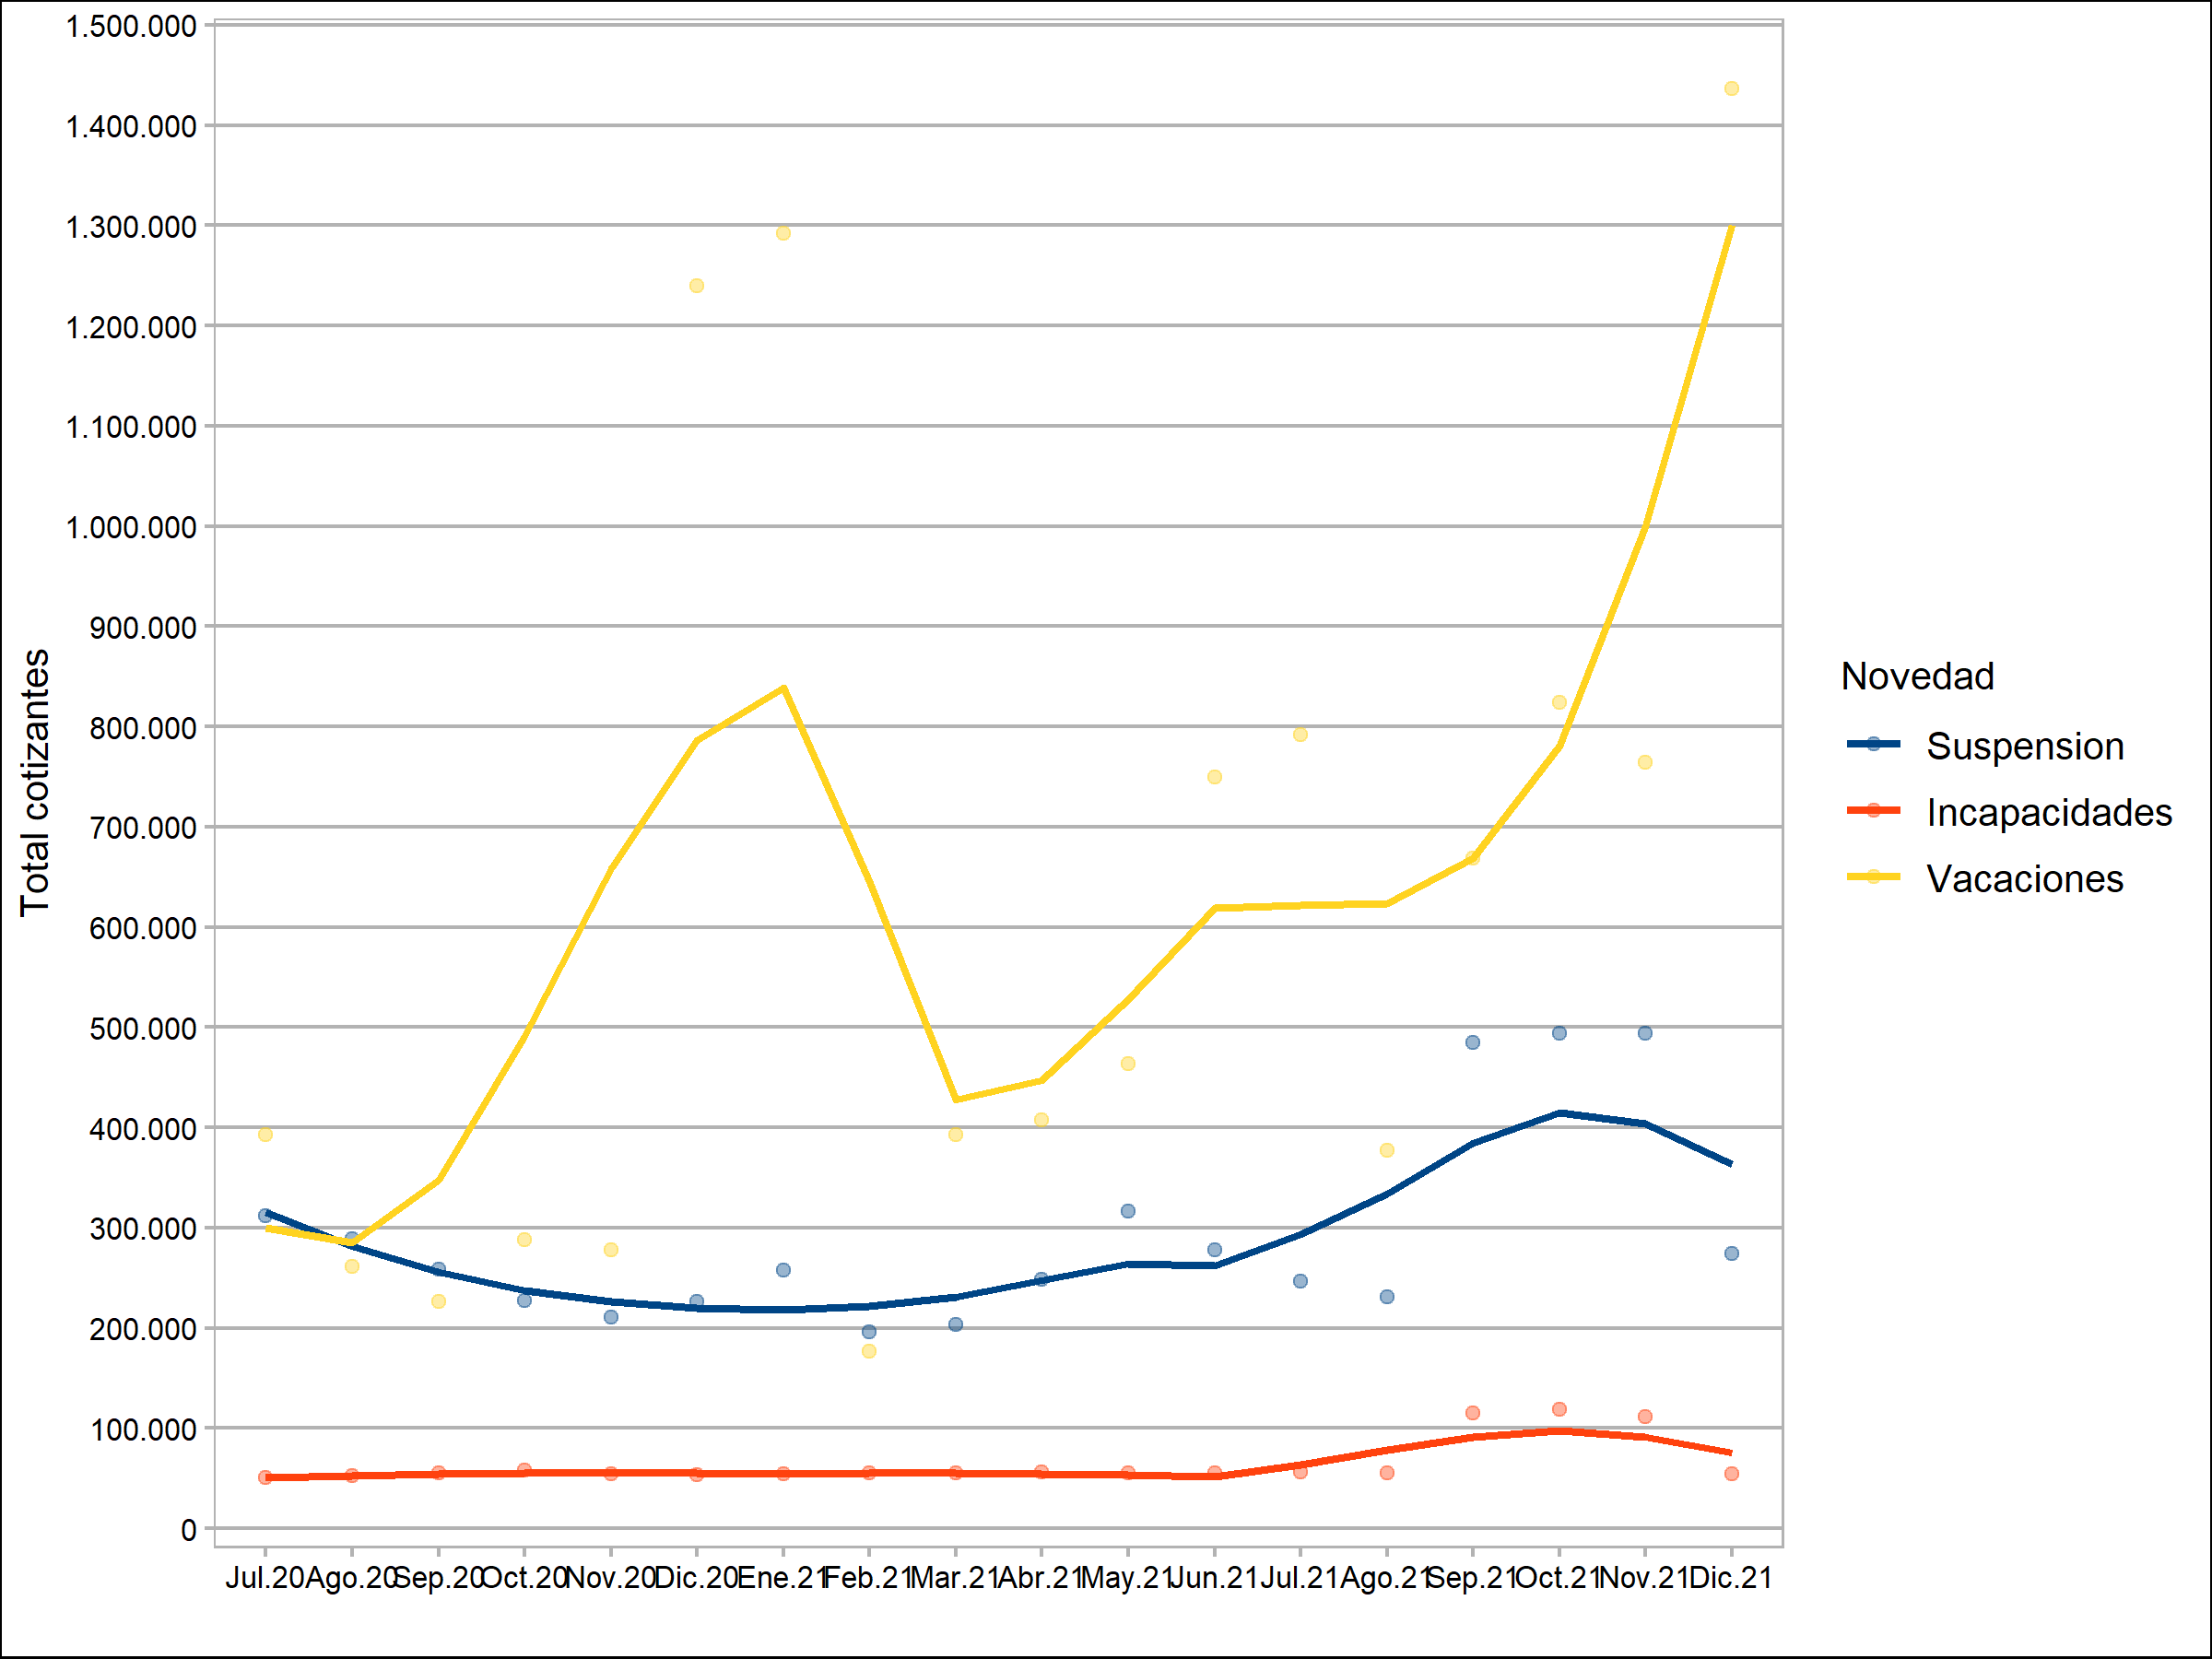 1.500.000
1.400.000
1.300.000
1.200.000
1.100.000
1.000.000
900.000
800.000
700.000
600.000
500.000
400.000
300.000
200.000
100.000
0
Total cotizantes
Jul.20 Ago.20 Sep.20 Oct.20 Nov.20 Dic.20 Ene.21 Feb.21 Mar.21 Abr.21 May.21 Jun.21 Jul.21 Ago.21 Sep.21 Oct.21 Nov.21 Dic.21
Novedad
Suspension
Incapacidades
Vacaciones